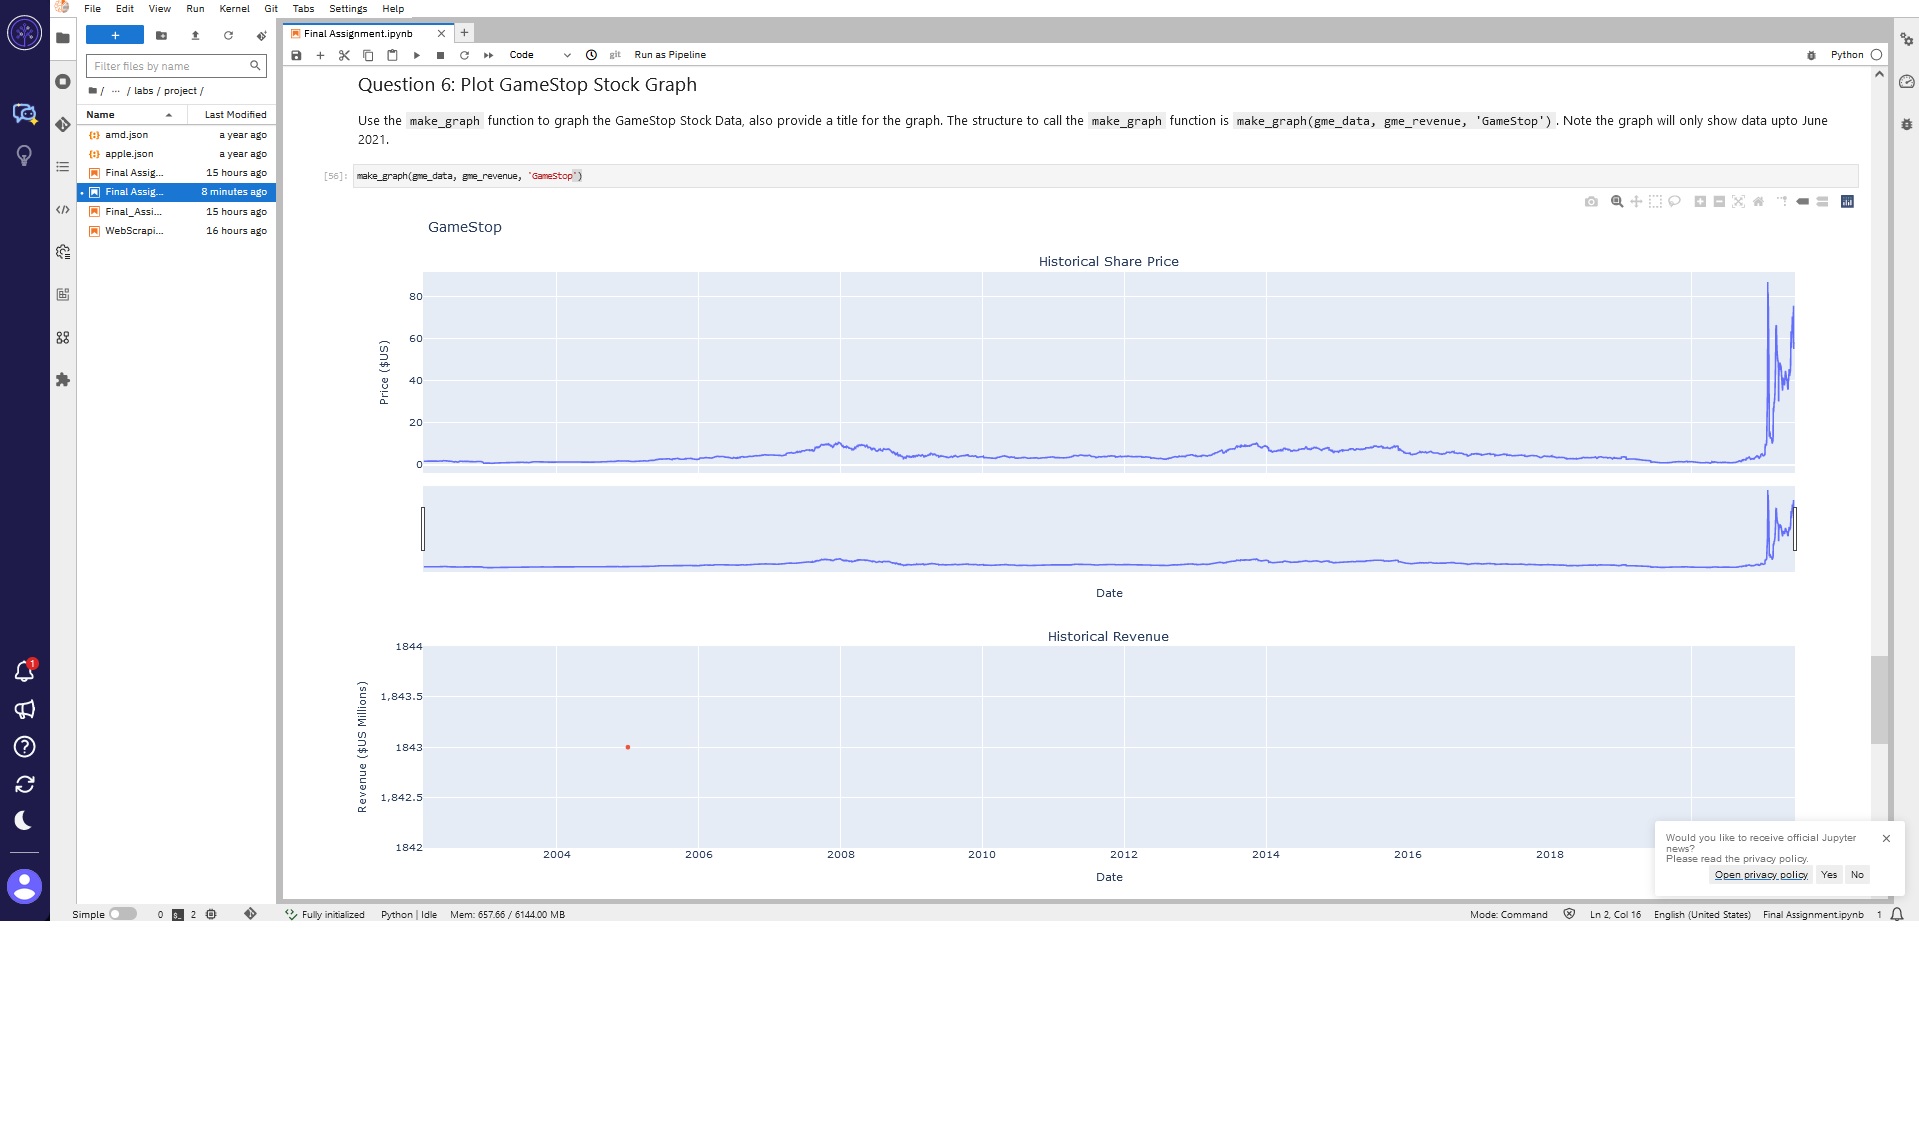 File Edit View Run Kernel Git Tabs Settings Help
+
Filter files by name
/ ··· / labs / project /
Name Last Modified
amd.json a year ago
apple.json a year ago
Final Assig... 15 hours ago
Final Assig... 8 minutes ago
Final_Assi... 15 hours ago
WebScrapi... 16 hours ago
Final Assignment.ipynb
Code git Run as Pipeline Python
Question 6: Plot GameStop Stock Graph
Use the make_graph function to graph the GameStop Stock Data, also provide a title for the graph. The structure to call the make_graph function is make_graph(gme_data, gme_revenue, 'GameStop'). Note the graph will only show data upto June
2021.
[56]: make_graph(gme_data, gme_revenue, 'GameStop')
GameStop
Historical Share Price
Price ($US)
80
60
40
20
0
Date
Historical Revenue
Revenue ($US Millions)
1844
1,843.5
1843
1,842.5
1842
2004 2006 2008 2010 2012 2014 2016 2018
Date
Would you like to receive official Jupyter
news?
Please read the privacy policy.
Open privacy policy Yes No
1
Simple 0 2 Fully initialized Python | Idle Mem: 657.66 / 6144.00 MB Mode: Command Ln 2, Col 16 English (United States) Final Assignment.ipynb 1